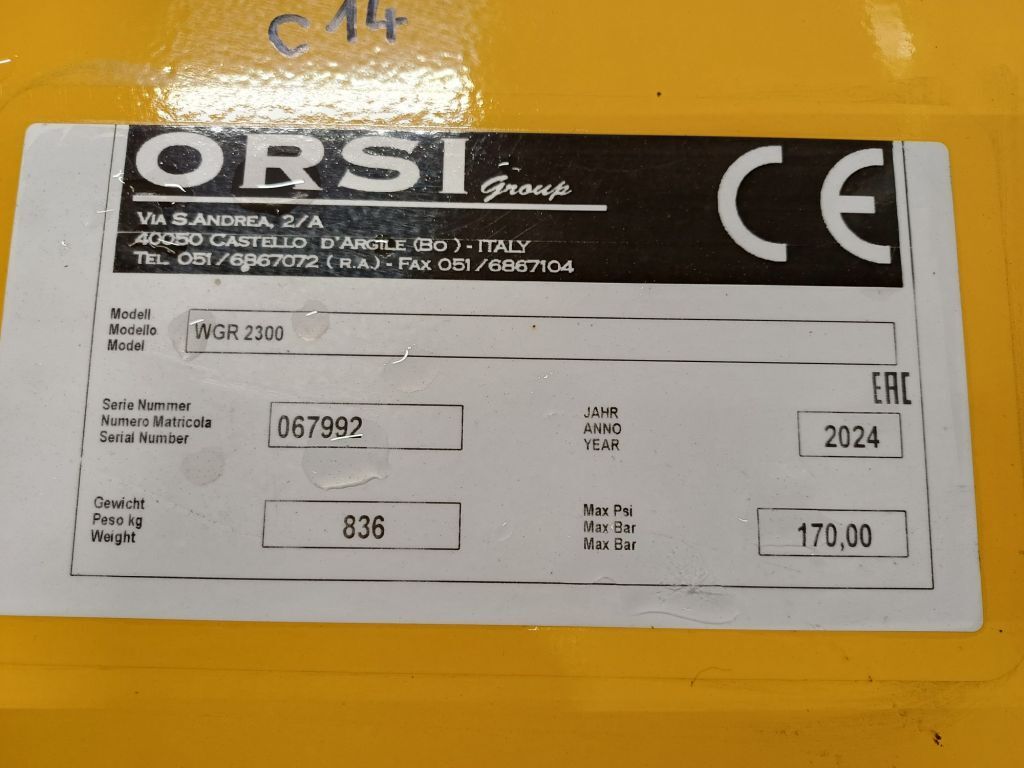 C 14
ORSI Group
VIA S.ANDREA, 2/A
40050 CASTELLO D'ARGILE (BO) - ITALY
TEL. 051/6867072 (R.A.) - FAX 051/6867104
CE
Modell
Modello
Model
WGR 2300
EAC
Serie Nummer
Numero Matricola
Serial Number
067992
JAHR
ANNO
YEAR
2024
Gewicht
Peso kg
Weight
836
Max Psi
Max Bar
Max Bar
170,00